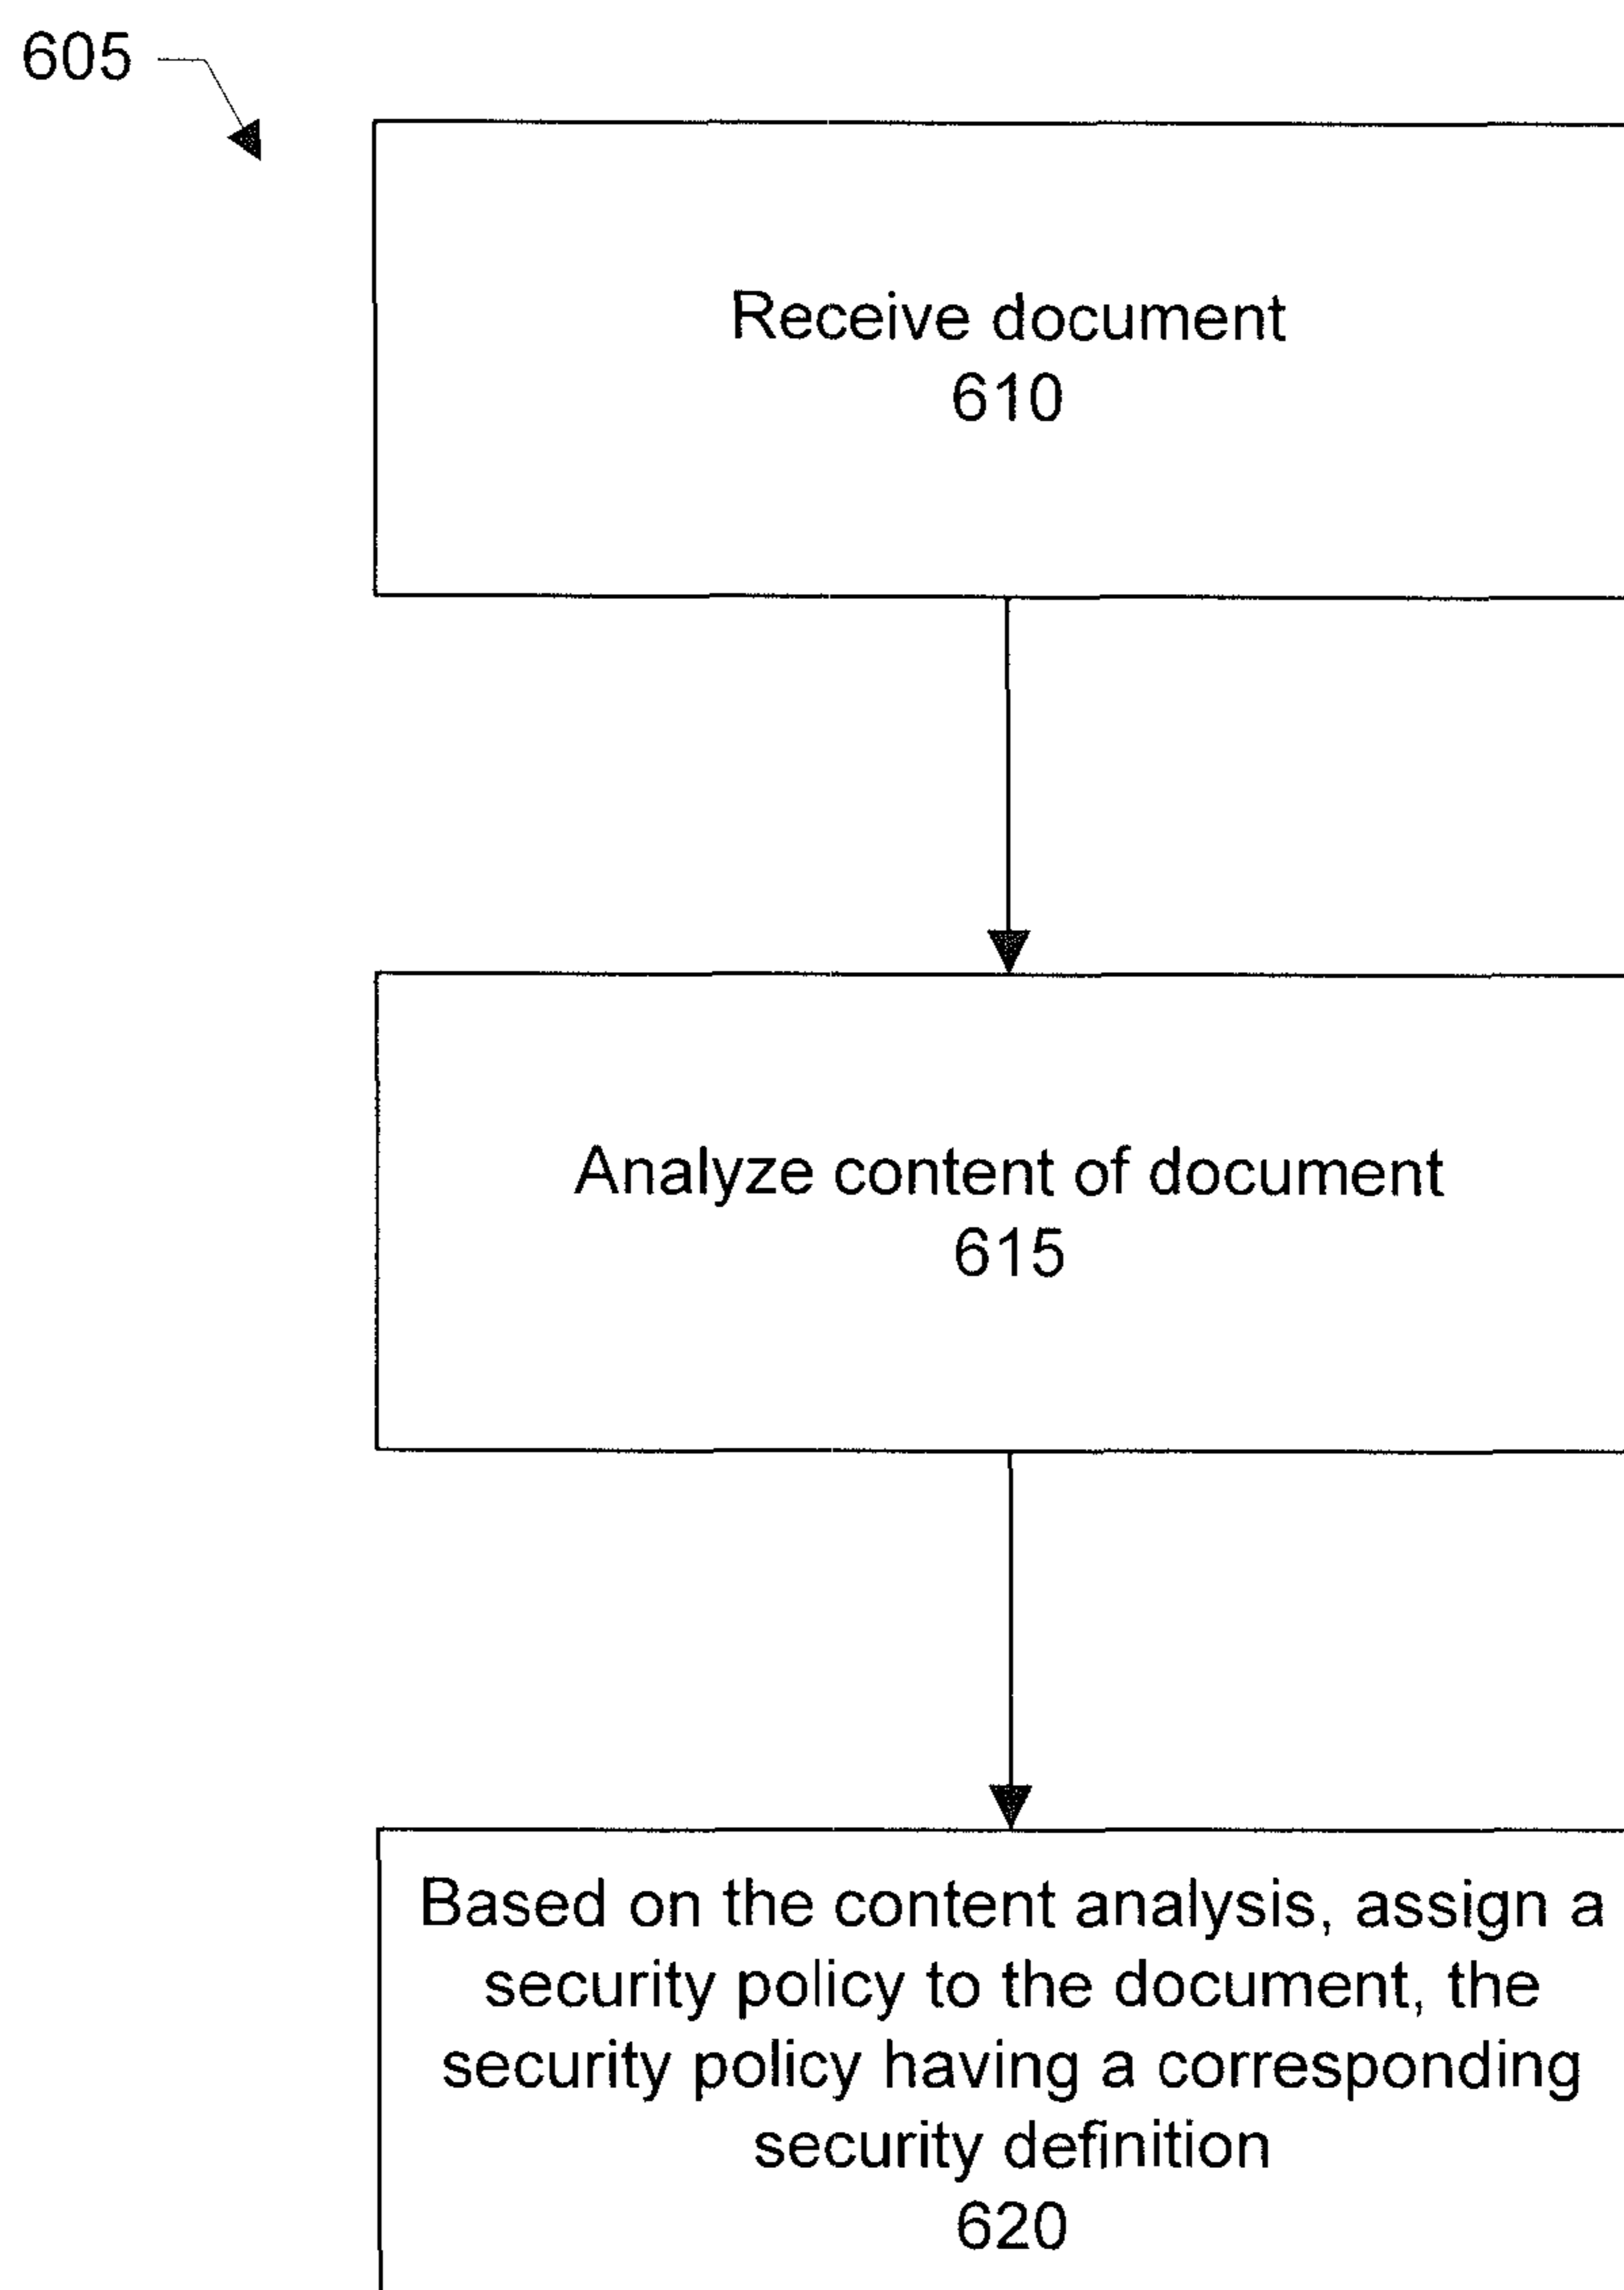 605
Receive document
610
Analyze content of document
615
Based on the content analysis, assign a
security policy to the document, the
security policy having a corresponding
security definition
620